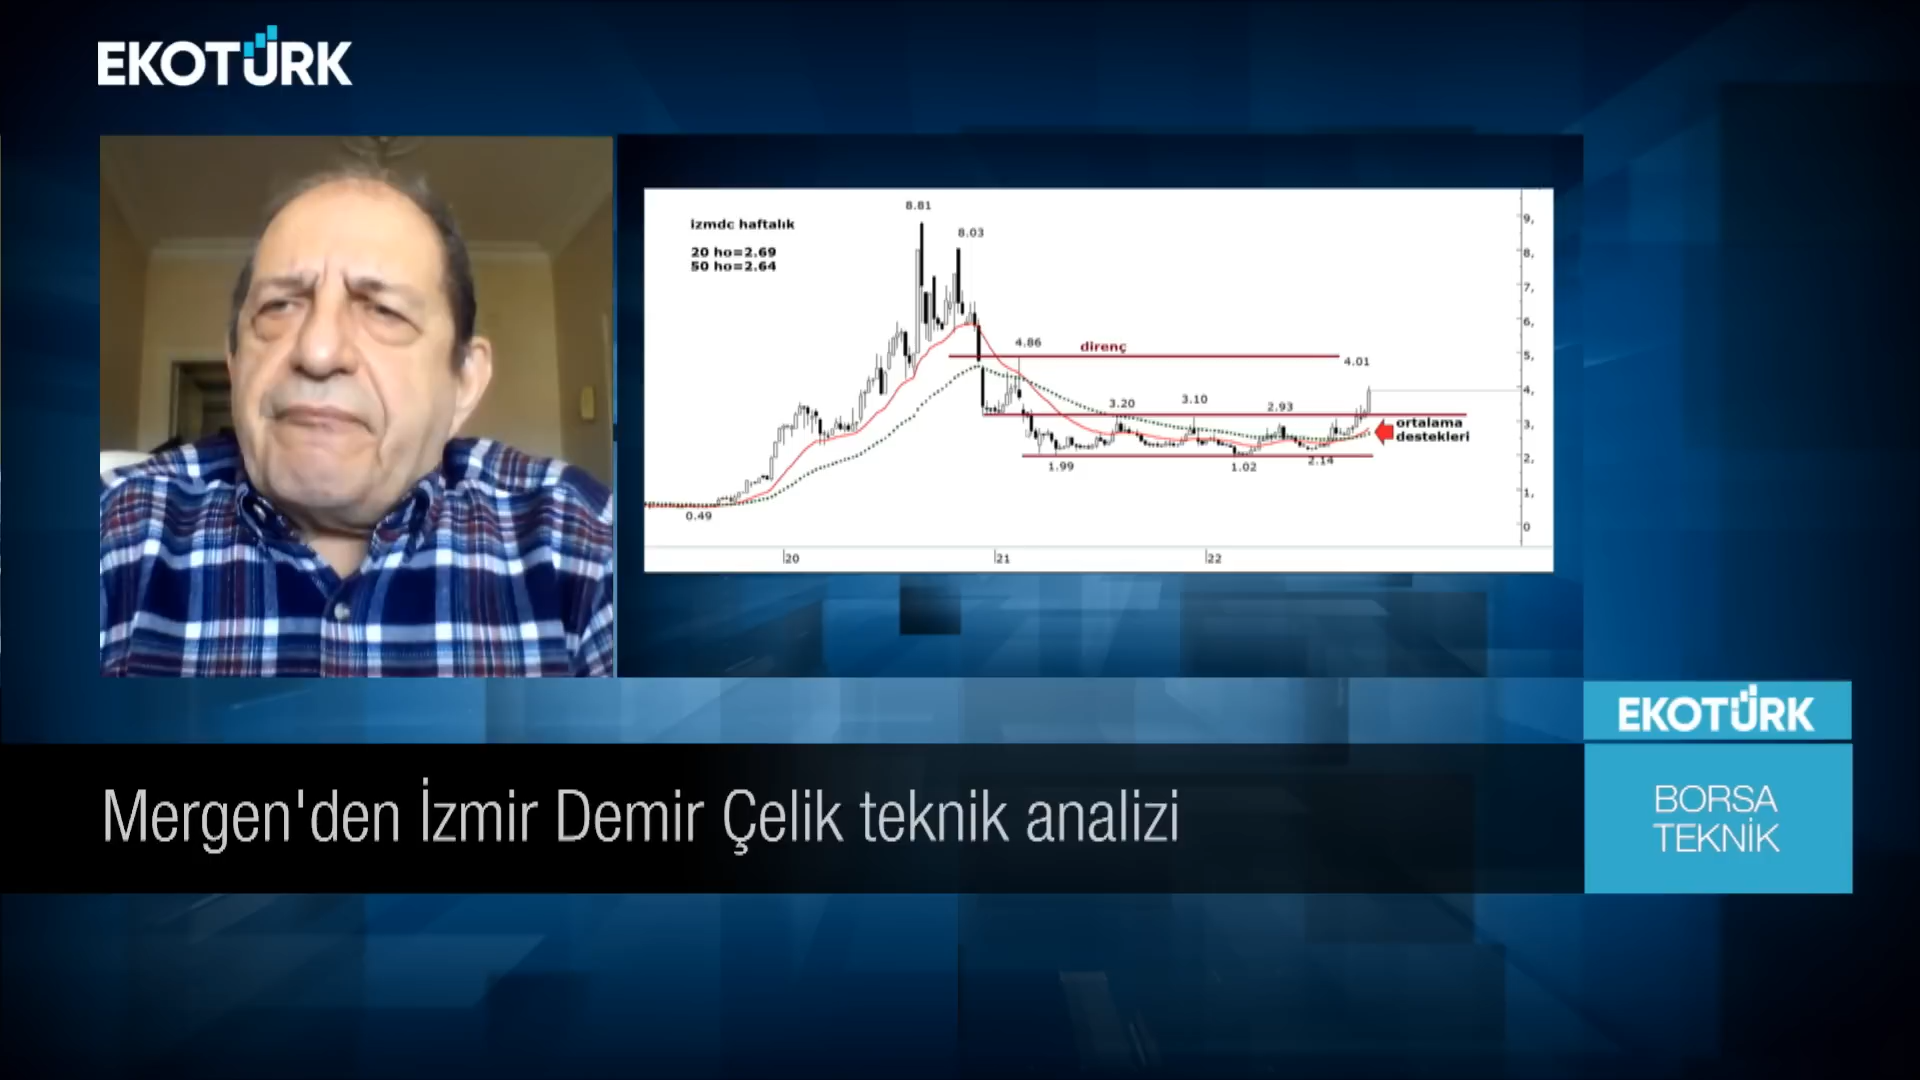 EKOTÜRK
8.81
8.03
izmdc haftalık
20 ho=2.69
50 ho=2.64
9,
8,
7,
6,
5,
4,
3,
2,
1,
0
4.86
direnç
4.01
3.20
3.10
2.93
ortalama
destekleri
1.99
1.02
2.14
0.49
20
21
22
EKOTÜRK
Mergen'den İzmir Demir Çelik teknik analizi
BORSA
TEKNİK